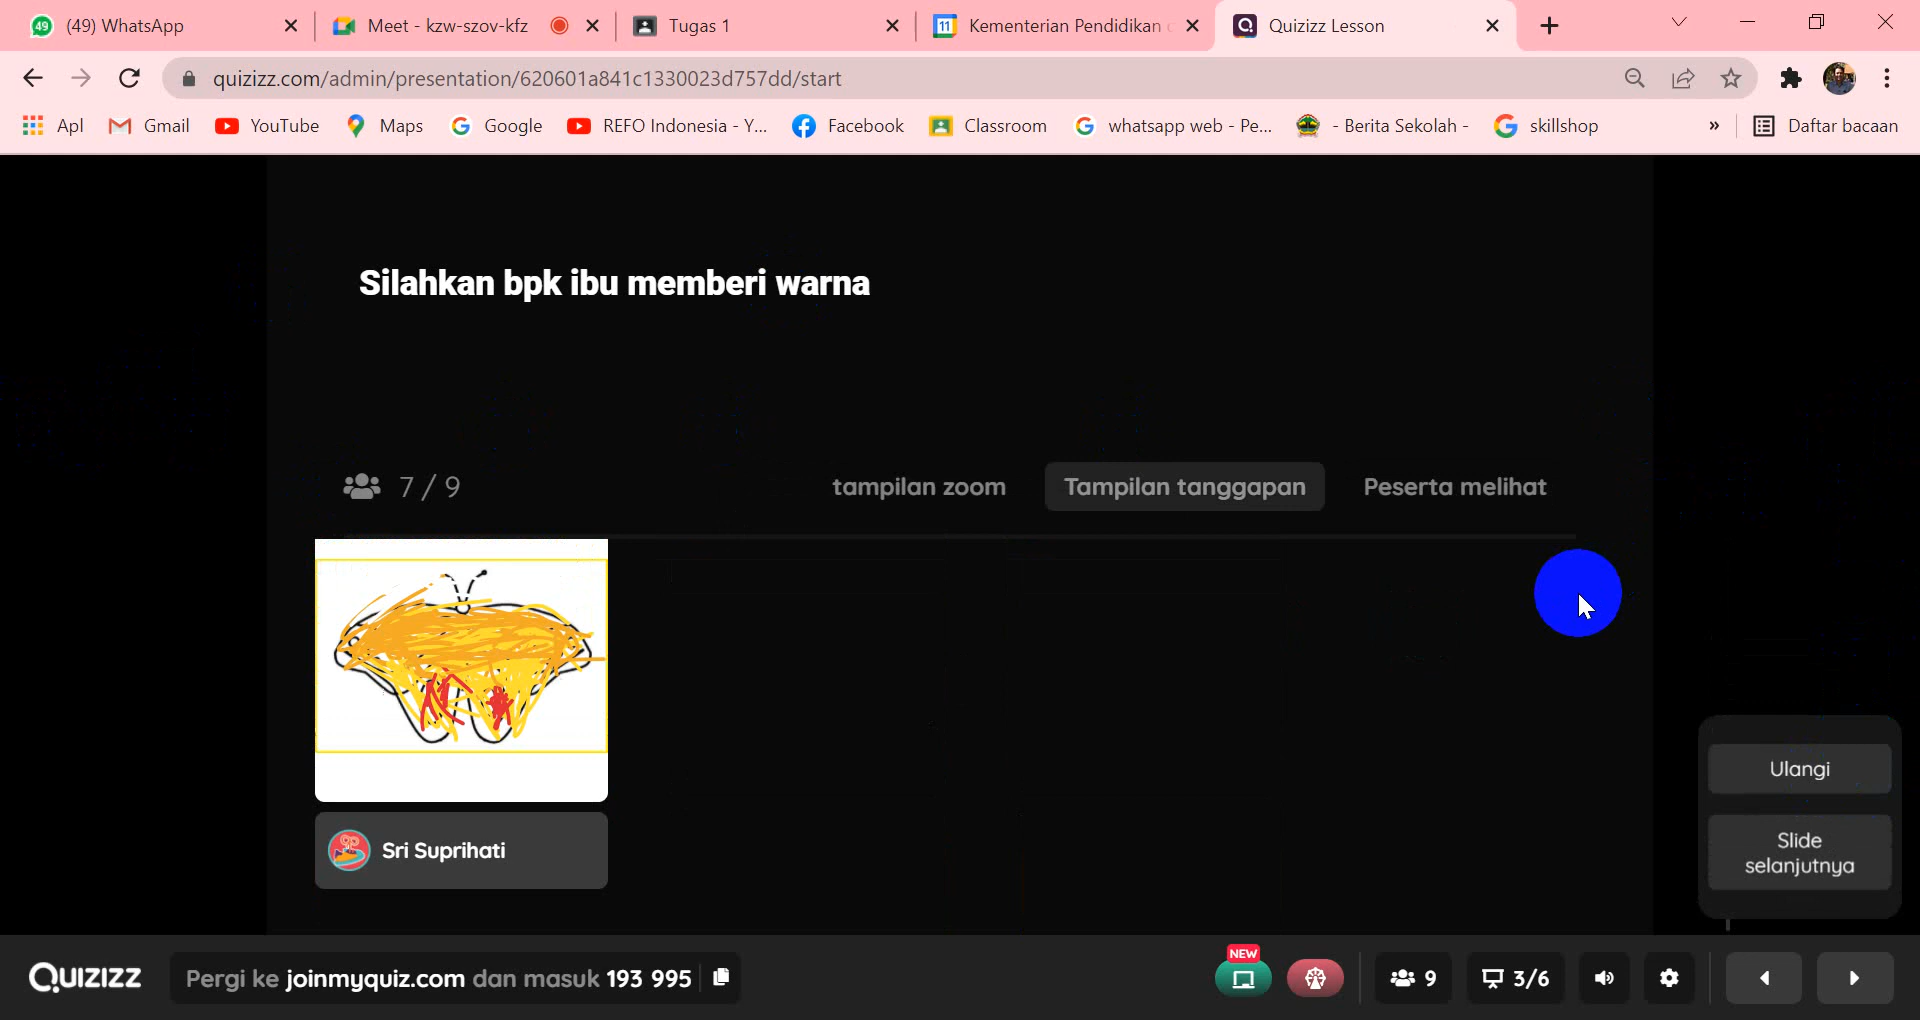 49 (49) WhatsApp
Meet - kzw-szov-kfz
Tugas 1
11 Kementerian Pendidikan
Quizizz Lesson
quizizz.com/admin/presentation/620601a841c1330023d757dd/start
Apl Gmail YouTube Maps Google REFO Indonesia - Y... Facebook Classroom whatsapp web - Pe... - Berita Sekolah - skillshop » Daftar bacaan
Silahkan bpk ibu memberi warna
7 / 9
tampilan zoom Tampilan tanggapan Peserta melihat
Sri Suprihati
Ulangi
Slide
selanjutnya
QUIZIZZ
Pergi ke joinmyquiz.com dan masuk 193 995
NEW
9
3/6